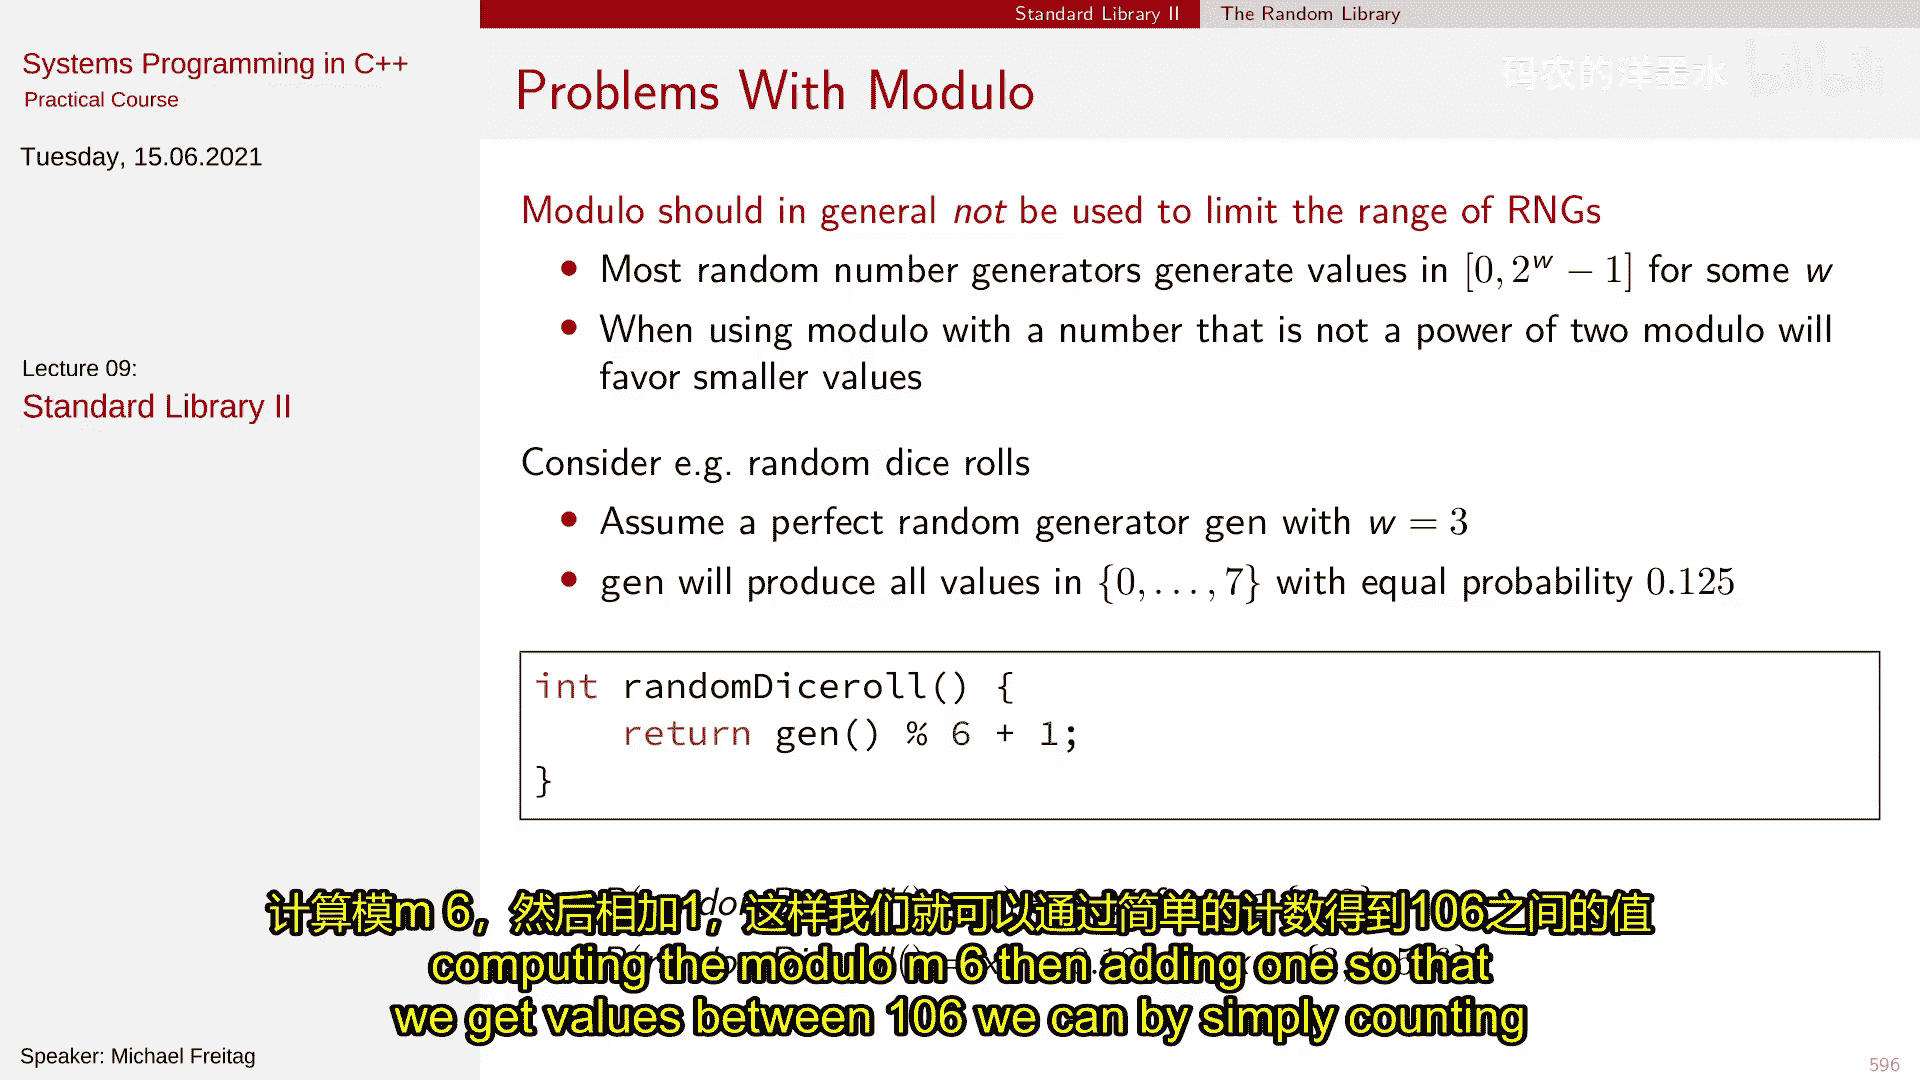 Standard Library II
The Random Library
Systems Programming in C++
Practical Course
Tuesday, 15.06.2021
Lecture 09:
Standard Library II
Problems With Modulo
码农的洋墨水
Modulo should in general not be used to limit the range of RNGs
Most random number generators generate values in [0, 2^w − 1] for some w
When using modulo with a number that is not a power of two modulo will
favor smaller values
Consider e.g. random dice rolls
Assume a perfect random generator gen with w = 3
gen will produce all values in {0, . . . , 7} with equal probability 0.125
int randomDiceroll() {
return gen() % 6 + 1;
}
计算模m 6，然后相加1，这样我们就可以通过简单的计数得到106之间的值
computing the modulo m 6 then adding one so that
we get values between 106 we can by simply counting
Speaker: Michael Freitag
596